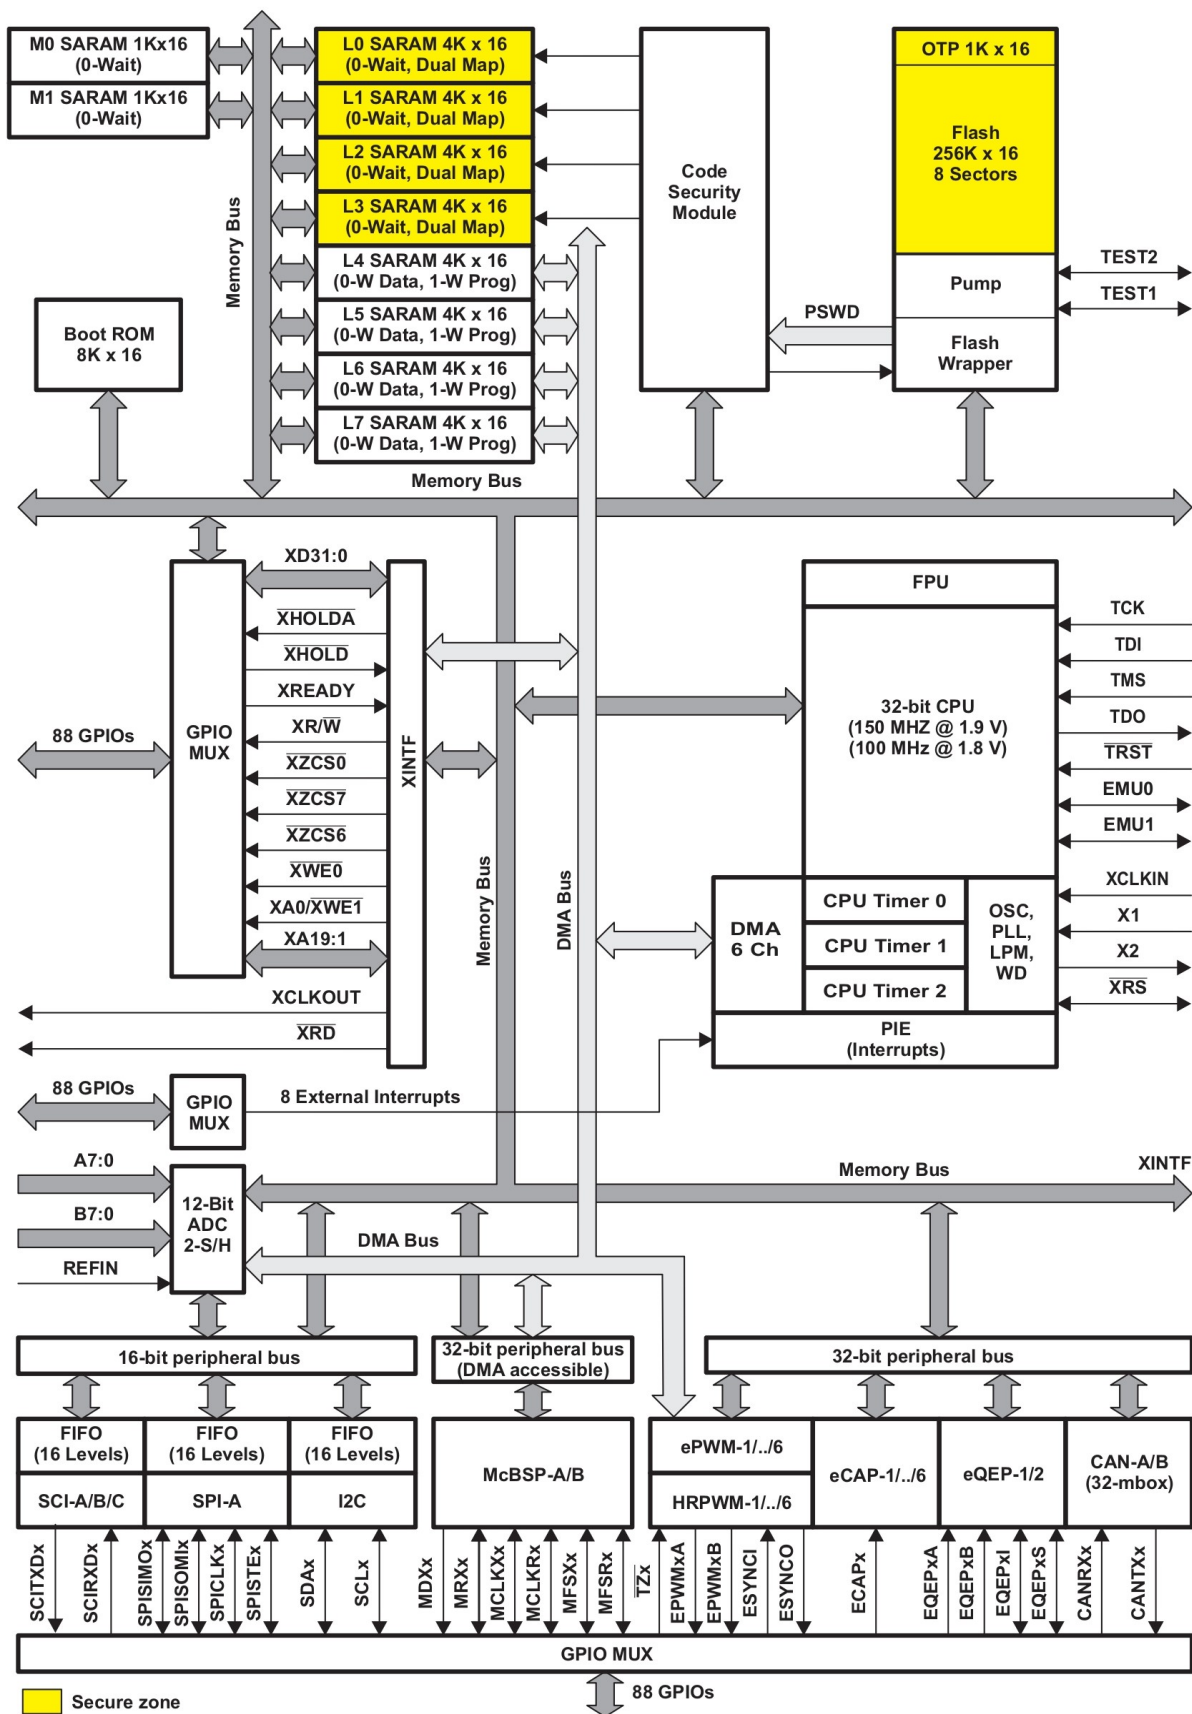 M0 SARAM 1Kx16
(0-Wait)
M1 SARAM 1Kx16
(0-Wait)
L0 SARAM 4K x 16
(0-Wait, Dual Map)
L1 SARAM 4K x 16
(0-Wait, Dual Map)
L2 SARAM 4K x 16
(0-Wait, Dual Map)
L3 SARAM 4K x 16
(0-Wait, Dual Map)
L4 SARAM 4K x 16
(0-W Data, 1-W Prog)
L5 SARAM 4K x 16
(0-W Data, 1-W Prog)
L6 SARAM 4K x 16
(0-W Data, 1-W Prog)
L7 SARAM 4K x 16
(0-W Data, 1-W Prog)
Memory Bus
Code
Security
Module
OTP 1K x 16
Flash
256K x 16
8 Sectors
Pump
Flash
Wrapper
TEST2
TEST1
PSWD
Boot ROM
8K x 16
Memory Bus
XD31:0
XHOLDA
XHOLD
XREADY
XR/W
XZCS0
XZCS7
XZCS6
XWE0
XA0/XWE1
XA19:1
XCLKOUT
XRD
88 GPIOs
GPIO
MUX
XINTF
Memory Bus
DMA Bus
FPU
32-bit CPU
(150 MHZ @ 1.9 V)
(100 MHz @ 1.8 V)
TCK
TDI
TMS
TDO
TRST
EMU0
EMU1
XCLKIN
X1
X2
XRS
DMA
6 Ch
CPU Timer 0
CPU Timer 1
CPU Timer 2
OSC,
PLL,
LPM,
WD
PIE
(Interrupts)
88 GPIOs
GPIO
MUX
8 External Interrupts
A7:0
B7:0
REFIN
12-Bit
ADC
2-S/H
Memory Bus
XINTF
DMA Bus
16-bit peripheral bus
32-bit peripheral bus
(DMA accessible)
32-bit peripheral bus
FIFO
(16 Levels)
FIFO
(16 Levels)
FIFO
(16 Levels)
SCI-A/B/C
SPI-A
I2C
McBSP-A/B
ePWM-1/../6
HRPWM-1/../6
eCAP-1/../6
eQEP-1/2
CAN-A/B
(32-mbox)
SCITXDx
SCIRXDx
SPISIMOx
SPISOMIx
SPICLKx
SPISTEx
SDAx
SCLx
MDXx
MRXx
MCLKXx
MCLKRx
MFSXx
MFSRx
TZx
EPWMxA
EPWMxB
ESYNCI
ESYNCO
ECAPx
EQEPxA
EQEPxB
EQEPxI
EQEPxS
CANRXx
CANTXx
GPIO MUX
88 GPIOs
Secure zone